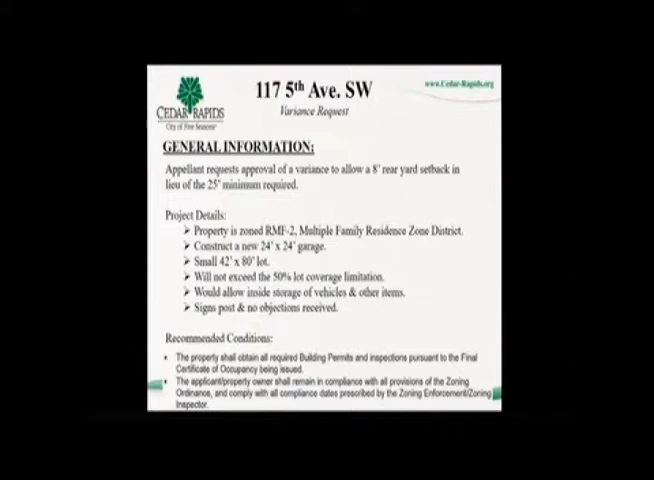 117 5th Ave. SW
www.Cedar-Rapids.org
Variance Request
CEDAR RAPIDS
City of Five Seasons
GENERAL INFORMATION:
Appellant requests approval of a variance to allow a 8' rear yard setback in
lieu of the 25' minimum required.
Project Details:
➢ Property is zoned RMF-2, Multiple Family Residence Zone District.
➢ Construct a new 24' x 24' garage.
➢ Small 42' x 80' lot.
➢ Will not exceed the 50% lot coverage limitation.
➢ Would allow inside storage of vehicles & other items.
➢ Signs post & no objections received.
Recommended Conditions:
• The property shall obtain all required Building Permits and inspections pursuant to the Final
Certificate of Occupancy being issued.
• The applicant/property owner shall remain in compliance with all provisions of the Zoning
Ordinance, and comply with all compliance dates prescribed by the Zoning Enforcement/Zoning
Inspector.